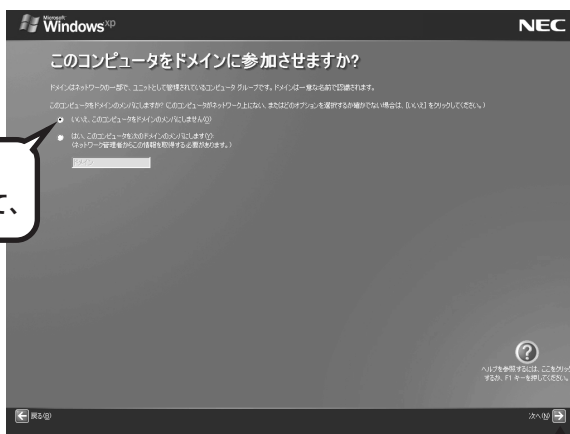 Microsoft
Windows xp
NEC
このコンピュータをドメインに参加させますか?
ドメインはネットワークの一部で、ユニットとして管理されているコンピュータ グループです。ドメインは一意な名前で認識されます。
このコンピュータをドメインのメンバにしますか? (このコンピュータがネットワーク上にない、またはどのオプションを選択するか確かでない場合は、[いいえ] をクリックしてください。)
いいえ、このコンピュータをドメインのメンバにしません(O)
はい、このコンピュータを次のドメインのメンバにします(Y):
(ネットワーク管理者からこの情報を取得する必要があります。)
ドメイン
て、
ヘルプを参照するには、ここをクリック
するか、F1 キーを押してください。
戻る(B)
次へ(N)